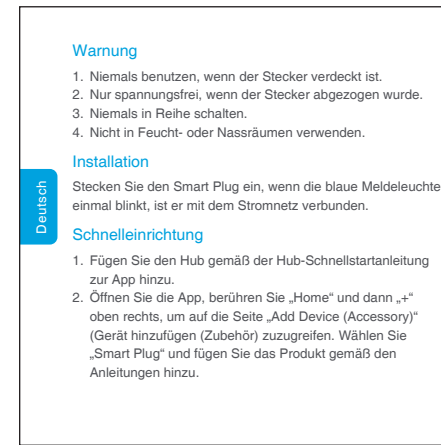 Warnung
1. Niemals benutzen, wenn der Stecker verdeckt ist.
2. Nur spannungsfrei, wenn der Stecker abgezogen wurde.
3. Niemals in Reihe schalten.
4. Nicht in Feucht- oder Nassräumen verwenden.
Installation
Stecken Sie den Smart Plug ein, wenn die blaue Meldeleuchte
einmal blinkt, ist er mit dem Stromnetz verbunden.
Deutsch
Schnelleinrichtung
1. Fügen Sie den Hub gemäß der Hub-Schnellstartanleitung
zur App hinzu.
2. Öffnen Sie die App, berühren Sie „Home“ und dann „+“
oben rechts, um auf die Seite „Add Device (Accessory)“
(Gerät hinzufügen (Zubehör) zuzugreifen. Wählen Sie
„Smart Plug“ und fügen Sie das Produkt gemäß den
Anleitungen hinzu.